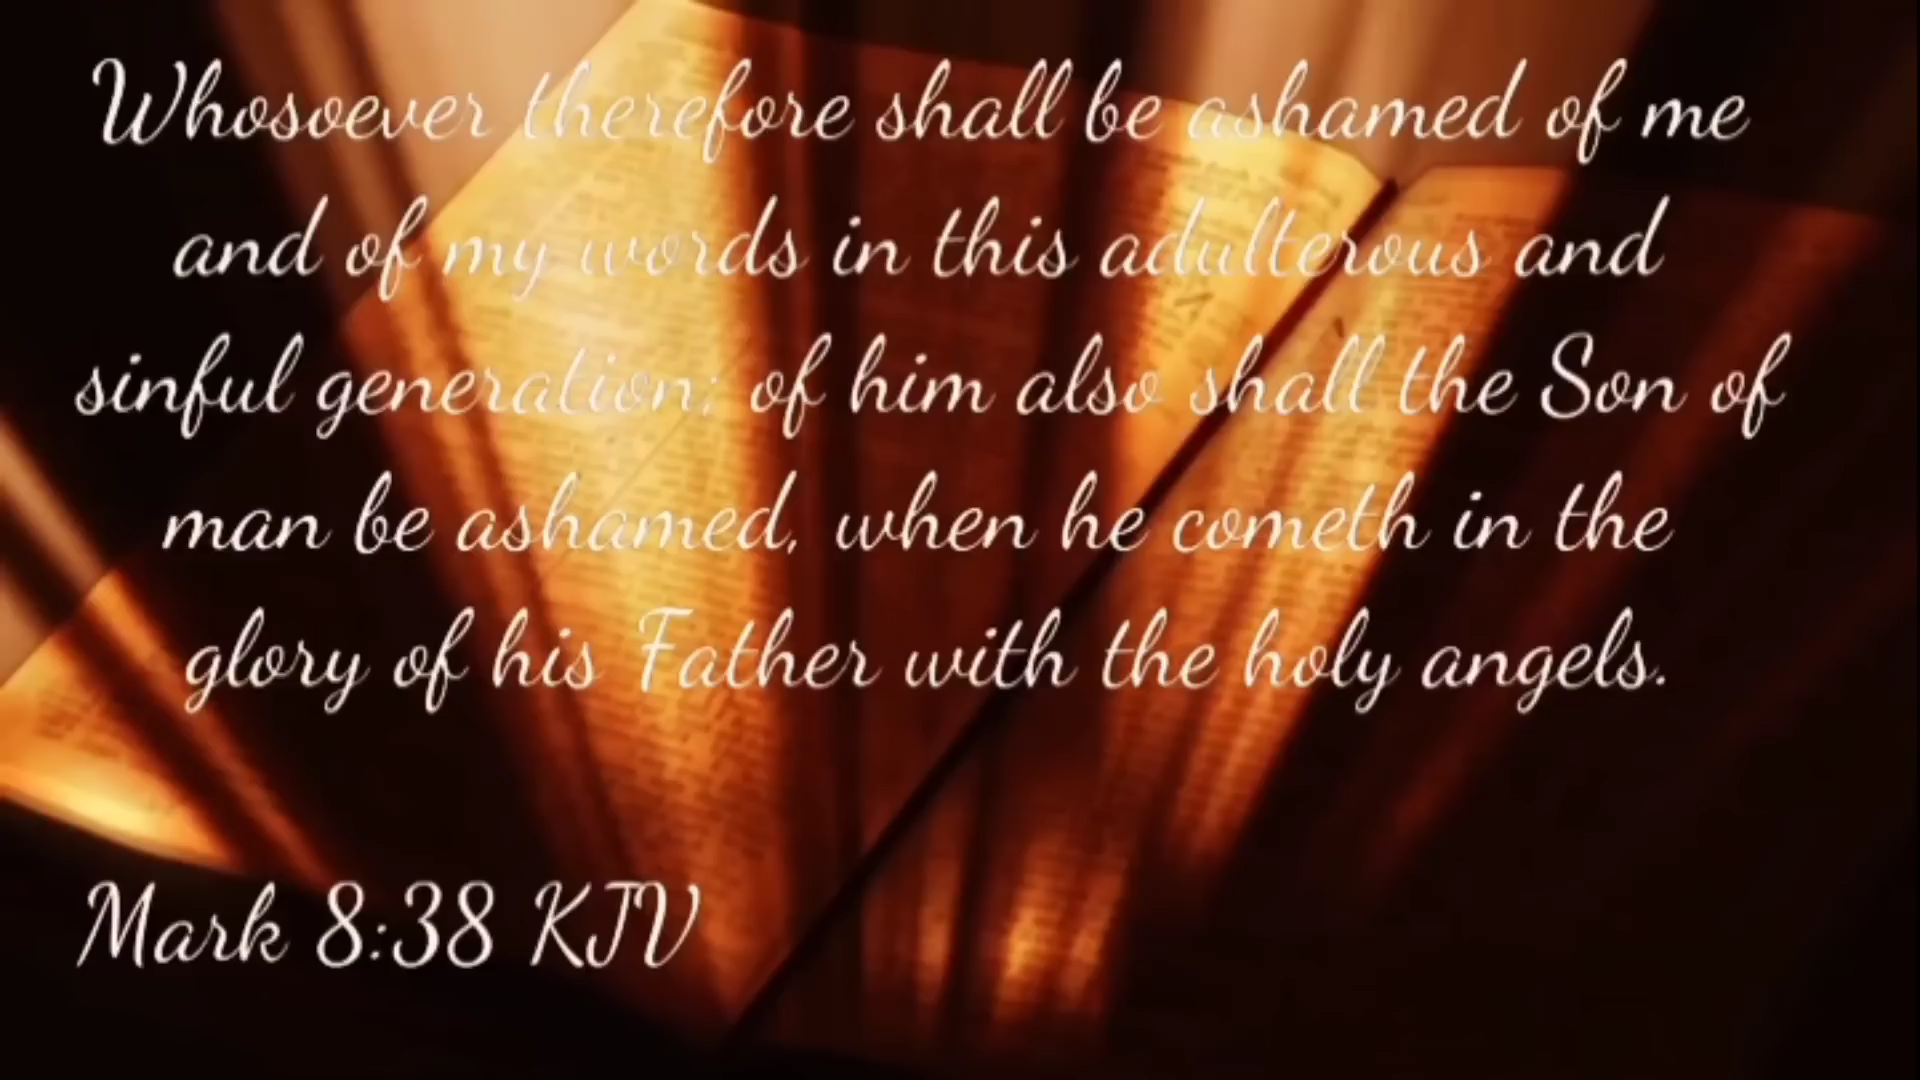 Whosoever therefore shall be ashamed of me
and of my words in this adulterous and
sinful generation; of him also shall the Son of
man be ashamed, when he cometh in the
glory of his Father with the holy angels.
Mark 8:38 KJV